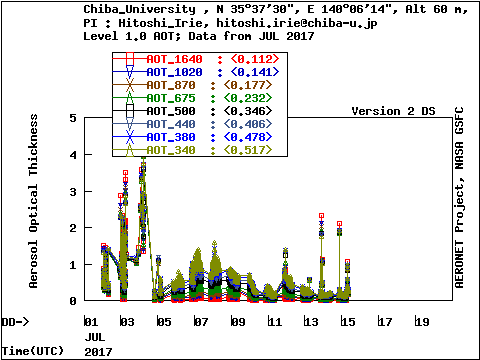 Chiba_University , N 35°37'30", E 140°06'14", Alt 60 m,
PI : Hitoshi_Irie, hitoshi.irie@chiba-u.jp
Level 1.0 AOT; Data from JUL 2017
AOT_1640 : <0.112>
AOT_1020 : <0.141>
AOT_870 : <0.177>
AOT_675 : <0.232>
AOT_500 : <0.346>
AOT_440 : <0.406>
AOT_380 : <0.478>
AOT_340 : <0.517>
Version 2 DS
Aerosol Optical Thickness
5
4
3
2
1
0
AERONET Project, NASA GSFC
DD-> 01 03 05 07 09 11 13 15 17 19
JUL
Time(UTC) 2017